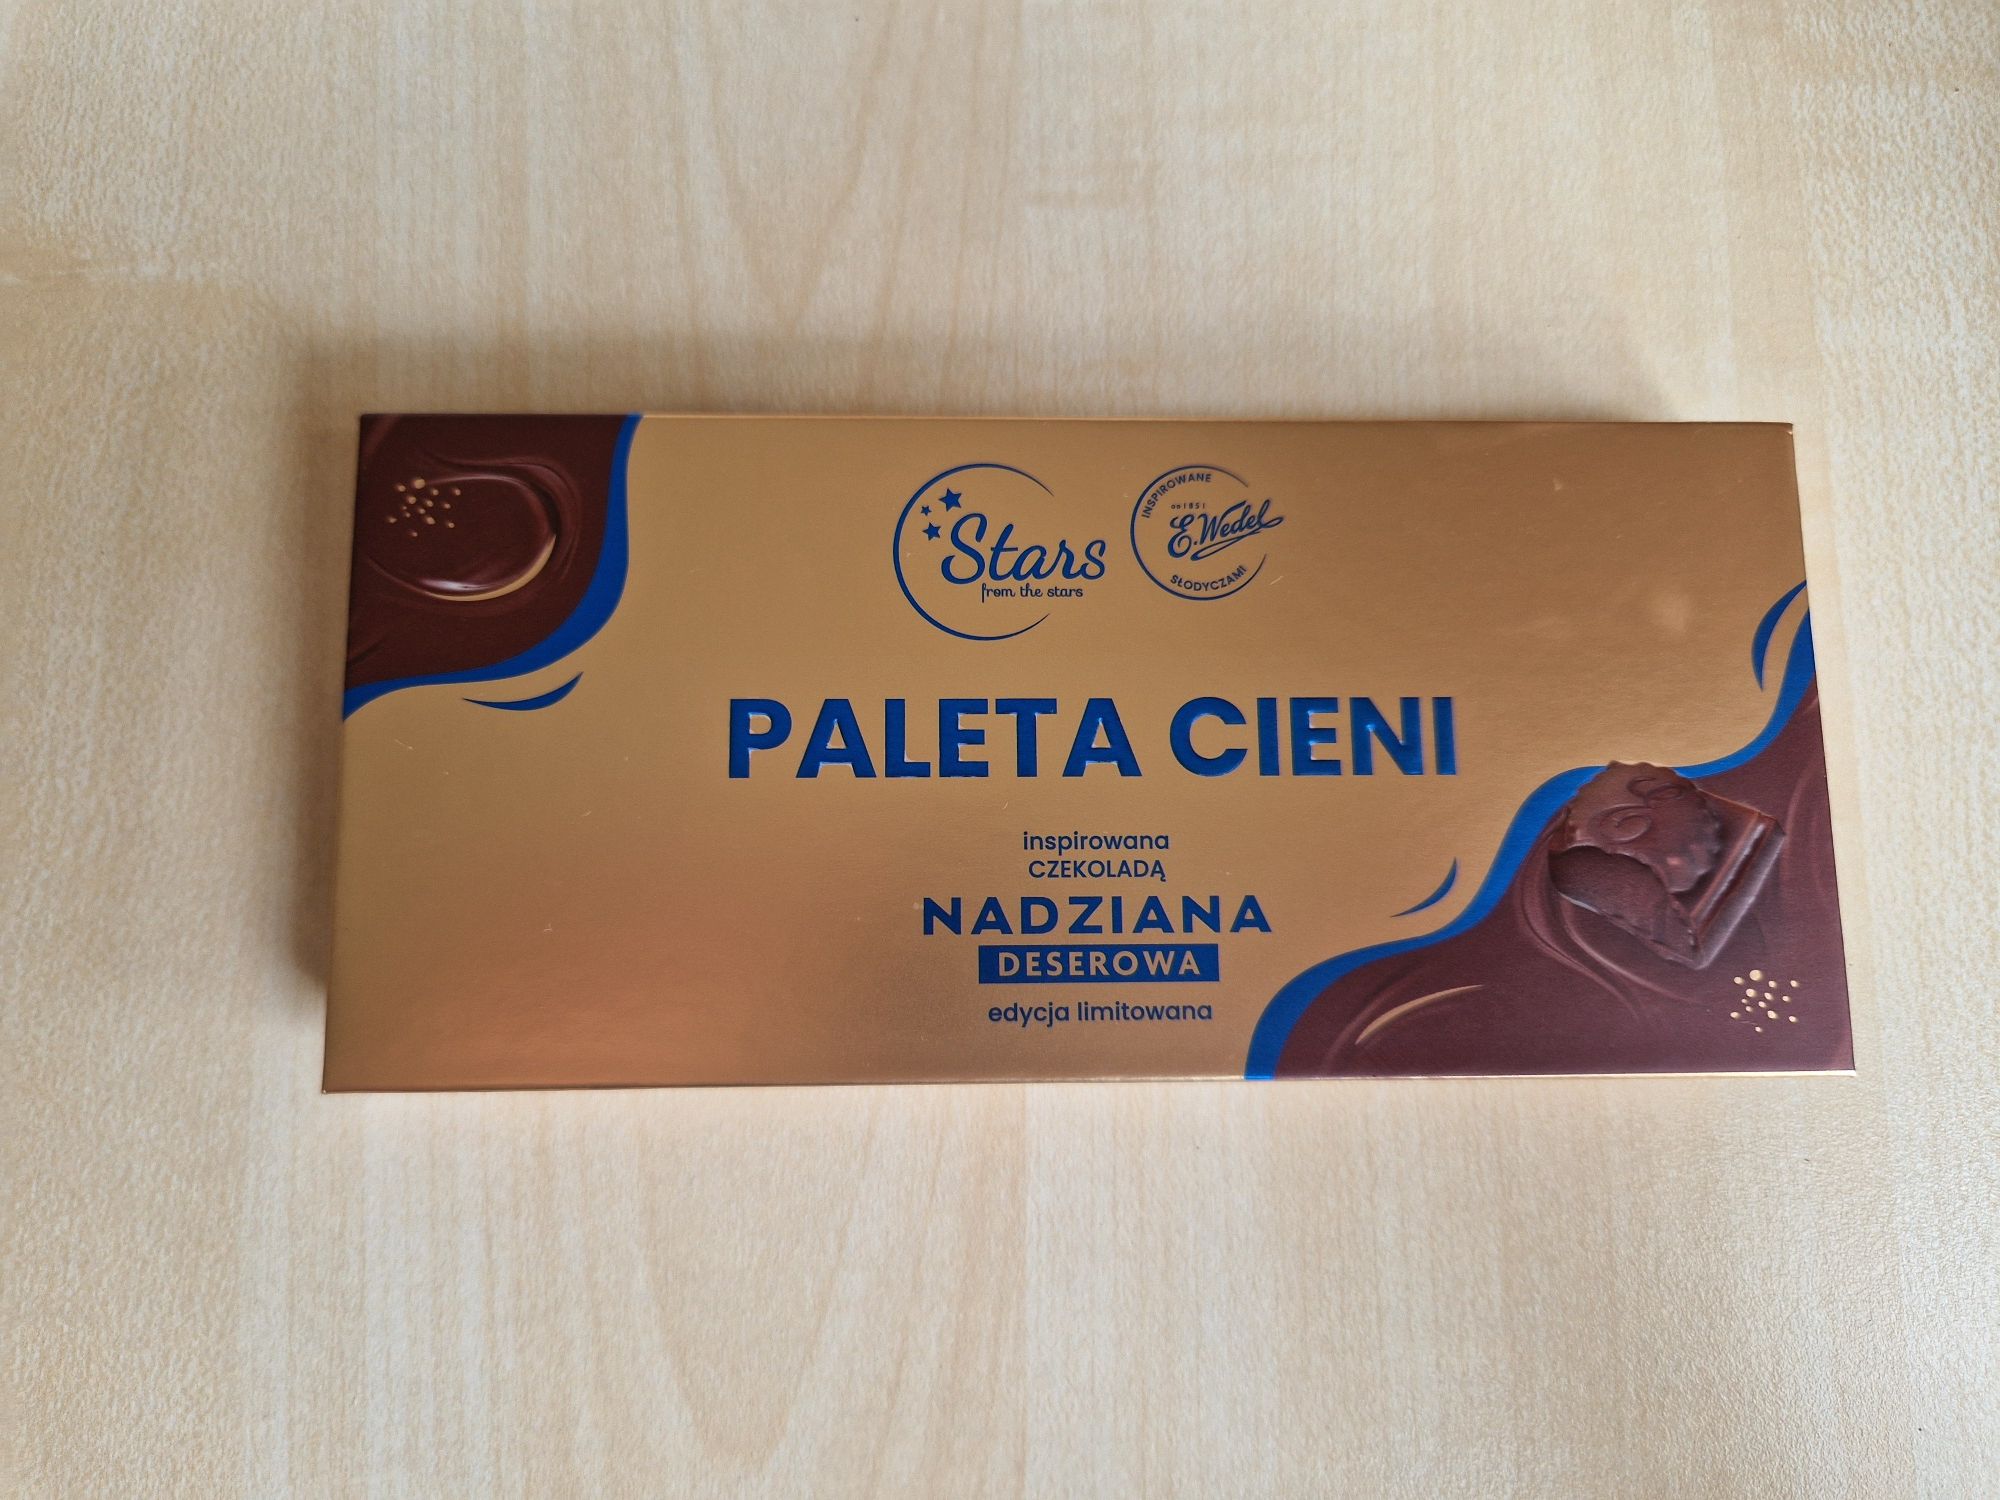 Stars
from the stars
INSPIROWANE
OD 1851
E.Wedel
SŁODYCZAMI
PALETA CIENI
inspirowana
CZEKOLADĄ
NADZIANA
DESEROWA
edycja limitowana